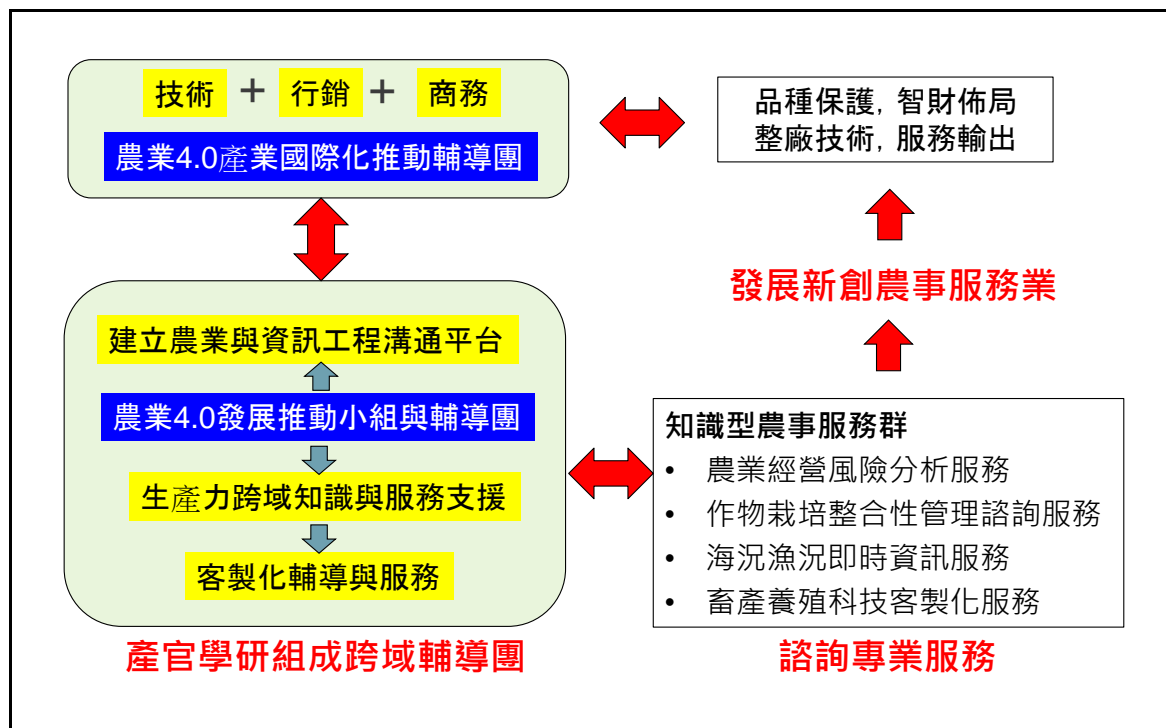 技術 + 行銷 + 商務
農業4.0產業國際化推動輔導團
品種保護, 智財佈局
整廠技術, 服務輸出
發展新創農事服務業
建立農業與資訊工程溝通平台
農業4.0發展推動小組與輔導團
生產力跨域知識與服務支援
客製化輔導與服務
產官學研組成跨域輔導團
知識型農事服務群
• 農業經營風險分析服務
• 作物栽培整合性管理諮詢服務
• 海況漁況即時資訊服務
• 畜產養殖科技客製化服務
諮詢專業服務